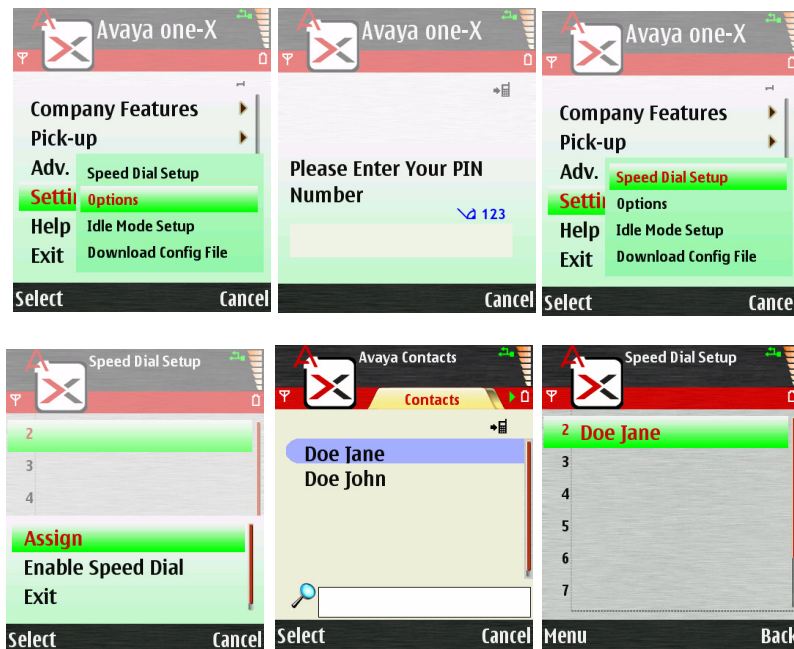 Avaya one-X
1
Company Features
Pick-up
Adv.
Speed Dial Setup
Setti
Options
Help
Idle Mode Setup
Exit
Download Config File
Select
Cancel
Avaya one-X
Please Enter Your PIN
Number
123
Cancel
Avaya one-X
1
Company Features
Pick-up
Adv.
Speed Dial Setup
Setti
Options
Help
Idle Mode Setup
Exit
Download Config File
Select
Cance
Speed Dial Setup
2
3
4
Assign
Enable Speed Dial
Exit
Select
Cancel
Avaya Contacts
Contacts
Doe Jane
Doe John
Select
Cancel
Speed Dial Setup
2 Doe Jane
3
4
5
6
7
Menu
Back